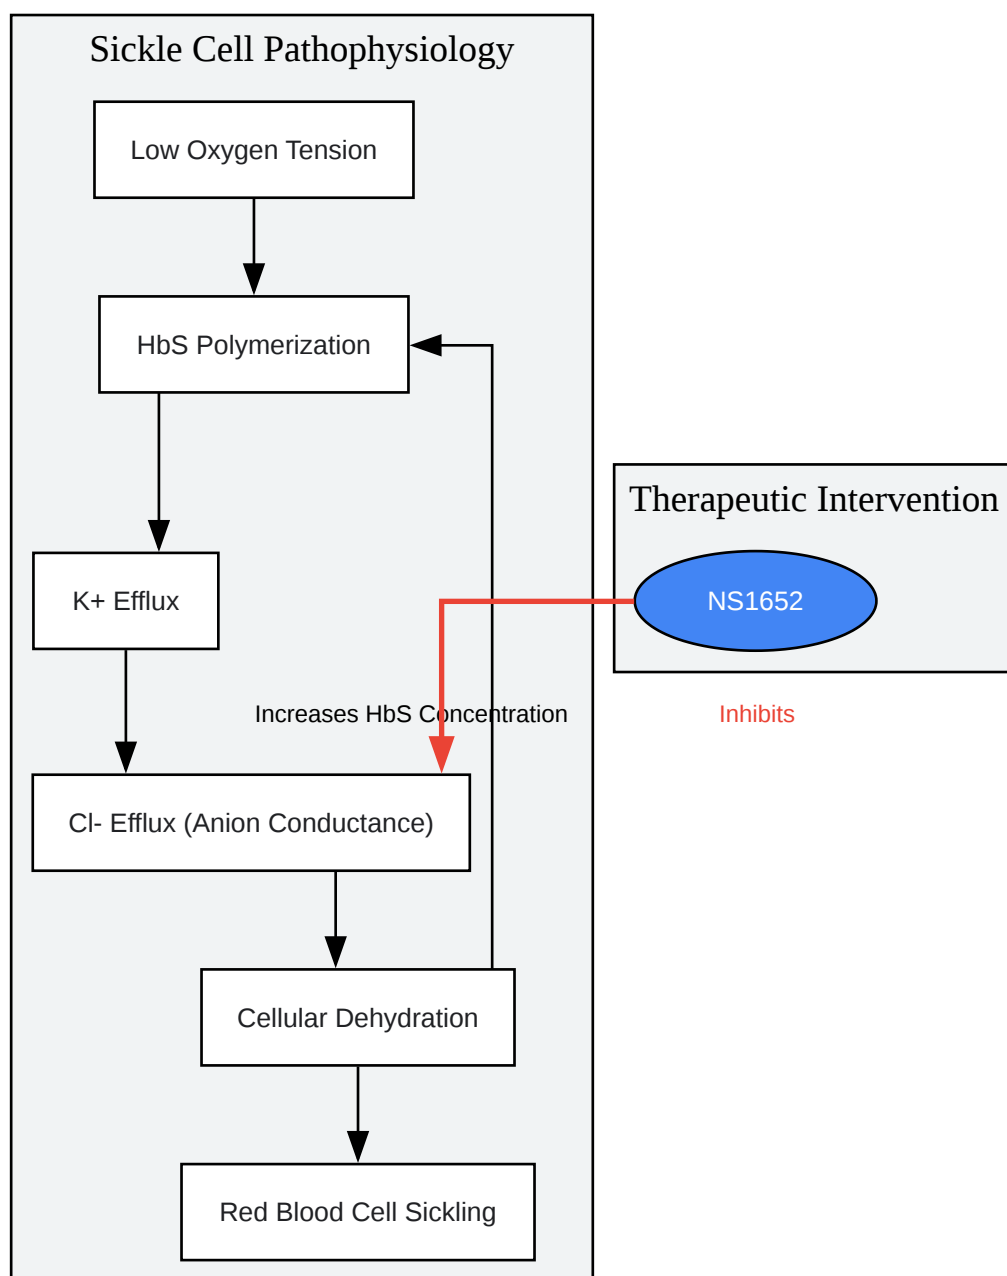 Sickle Cell Pathophysiology
Low Oxygen Tension
HbS Polymerization
Therapeutic Intervention
K+ Efflux
NS1652
Increases HbS Concentration
Inhibits
Cl- Efflux (Anion Conductance)
Cellular Dehydration
Red Blood Cell Sickling